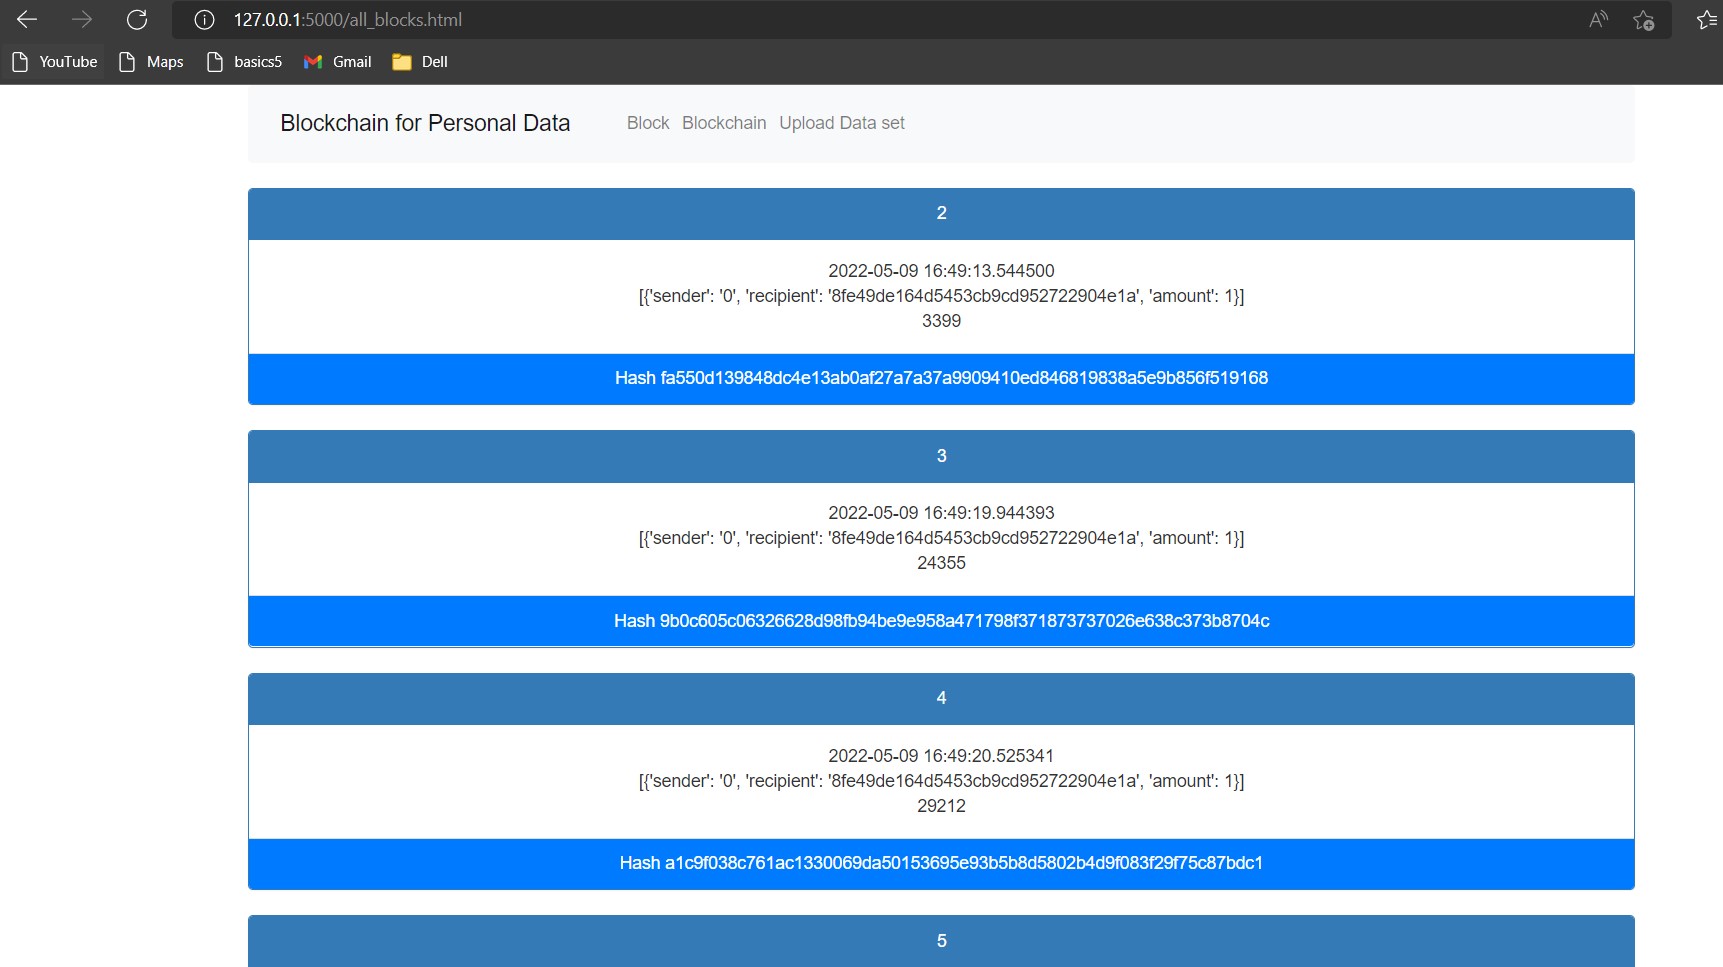 127.0.0.1:5000/all_blocks.html
YouTube Maps basics5 Gmail Dell
Blockchain for Personal Data Block Blockchain Upload Data set
2
2022-05-09 16:49:13.544500
[{'sender': '0', 'recipient': '8fe49de164d5453cb9cd952722904e1a', 'amount': 1}]
3399
Hash fa550d139848dc4e13ab0af27a7a37a9909410ed846819838a5e9b856f519168
3
2022-05-09 16:49:19.944393
[{'sender': '0', 'recipient': '8fe49de164d5453cb9cd952722904e1a', 'amount': 1}]
24355
Hash 9b0c605c06326628d98fb94be9e958a471798f371873737026e638c373b8704c
4
2022-05-09 16:49:20.525341
[{'sender': '0', 'recipient': '8fe49de164d5453cb9cd952722904e1a', 'amount': 1}]
29212
Hash a1c9f038c761ac1330069da50153695e93b5b8d5802b4d9f083f29f75c87bdc1
5